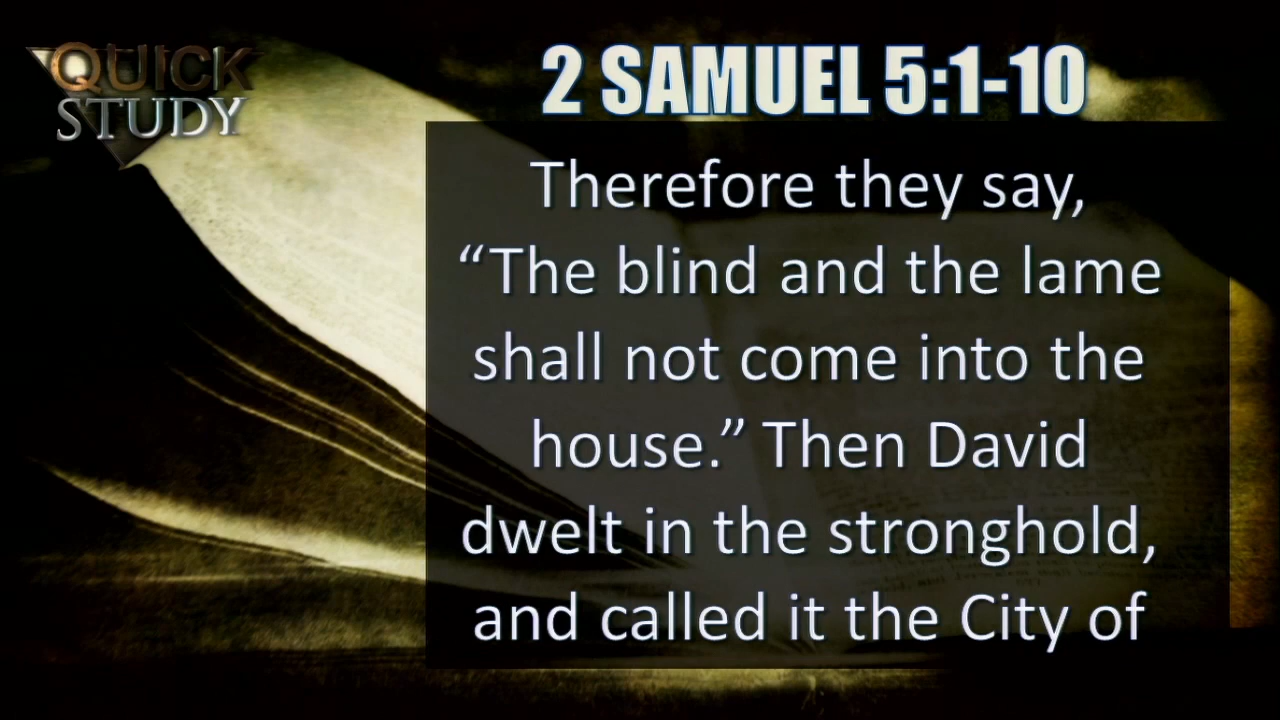 QUICK
STUDY
2 SAMUEL 5:1-10
Therefore they say,
“The blind and the lame
shall not come into the
house.” Then David
dwelt in the stronghold,
and called it the City of